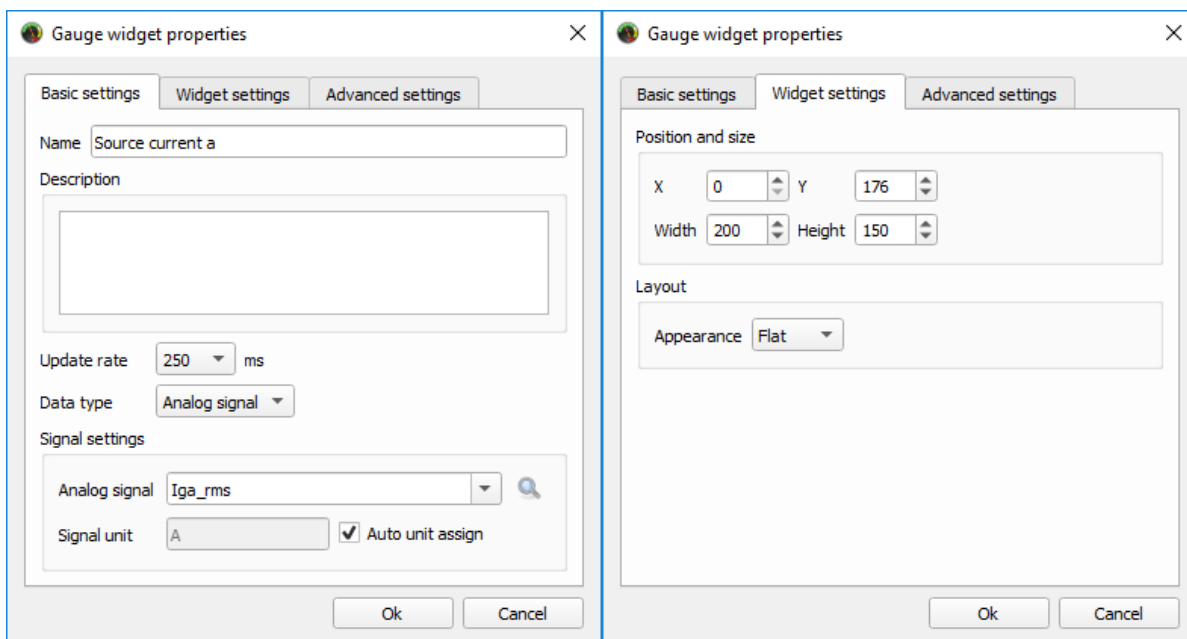 Gauge widget properties
Basic settings Widget settings Advanced settings
Name Source current a
Description
Update rate 250 ms
Data type Analog signal
Signal settings
Analog signal Iga_rms
Signal unit A Auto unit assign
Ok Cancel
Gauge widget properties
Basic settings Widget settings Advanced settings
Position and size
X 0 Y 176
Width 200 Height 150
Layout
Appearance Flat
Ok Cancel